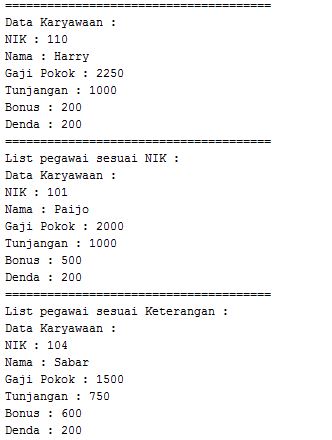 ======================================
Data Karyawaan :
NIK : 110
Nama : Harry
Gaji Pokok : 2250
Tunjangan : 1000
Bonus : 200
Denda : 200
======================================
List pegawai sesuai NIK :
Data Karyawaan :
NIK : 101
Nama : Paijo
Gaji Pokok : 2000
Tunjangan : 1000
Bonus : 500
Denda : 200
======================================
List pegawai sesuai Keterangan :
Data Karyawaan :
NIK : 104
Nama : Sabar
Gaji Pokok : 1500
Tunjangan : 750
Bonus : 600
Denda : 200